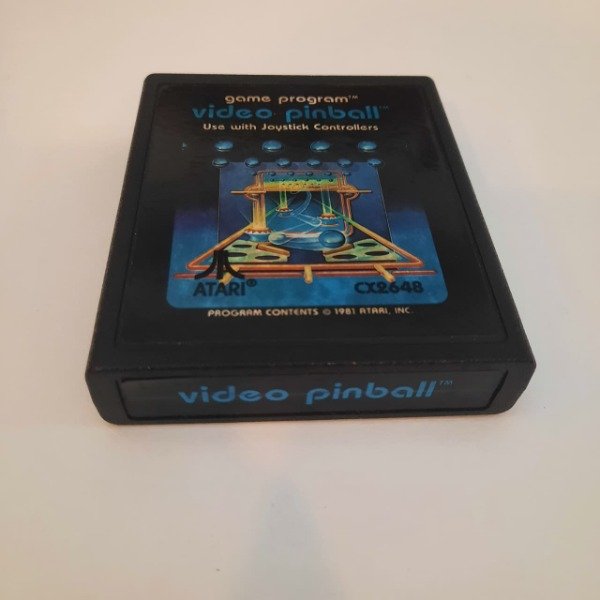 game program™
video pinball™
Use with Joystick Controllers
ATARI® CX2648
PROGRAM CONTENTS © 1981 ATARI, INC.
video pinball™